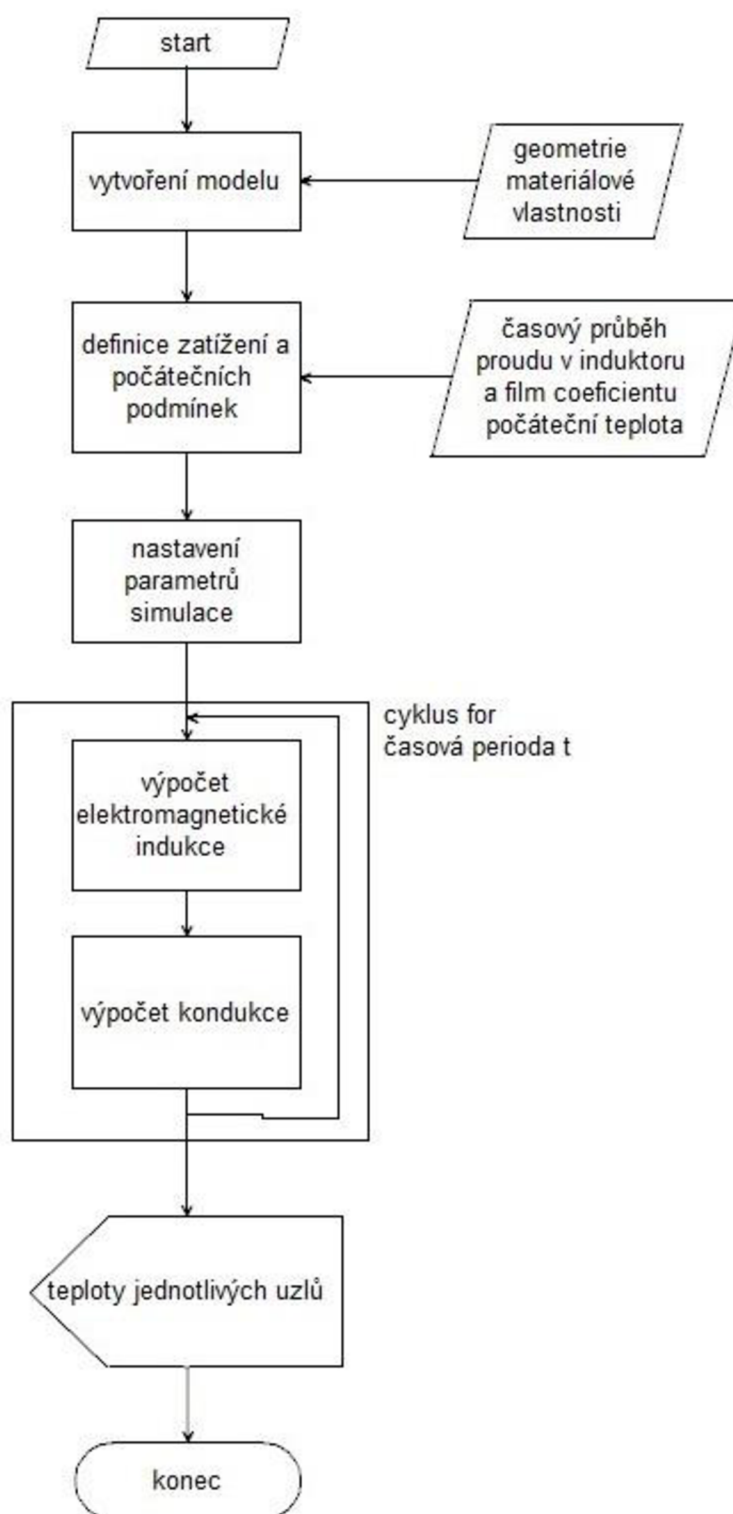 start
vytvoření modelu
geometrie
materiálové
vlastnosti
definice zatížení a
počátečních
podmínek
časový průběh
proudu v induktoru
a film coeficientu
počáteční teplota
nastavení
parametrů
simulace
cyklus for
časová perioda t
výpočet
elektromagnetické
indukce
výpočet kondukce
teploty jednotlivých uzlů
konec